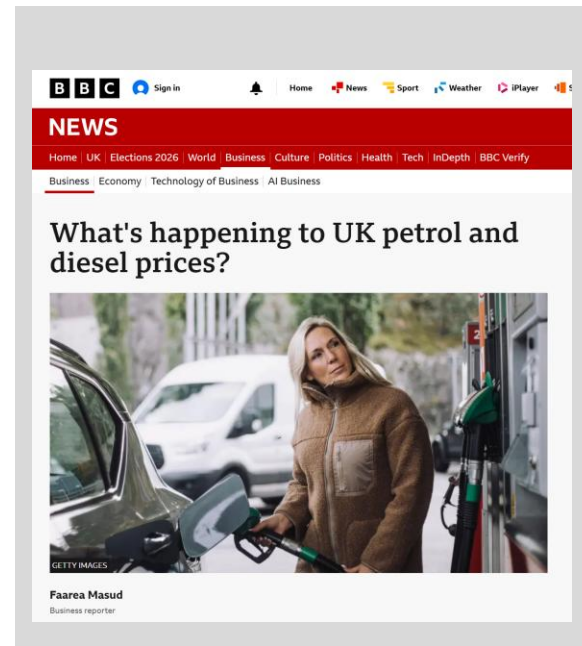 BBC Sign in Home News Sport Weather iPlayer
NEWS
Home UK Elections 2026 World Business Culture Politics Health Tech InDepth BBC Verify
Business Economy Technology of Business AI Business
What's happening to UK petrol and
diesel prices?
2
GETTY IMAGES
Faarea Masud
Business reporter